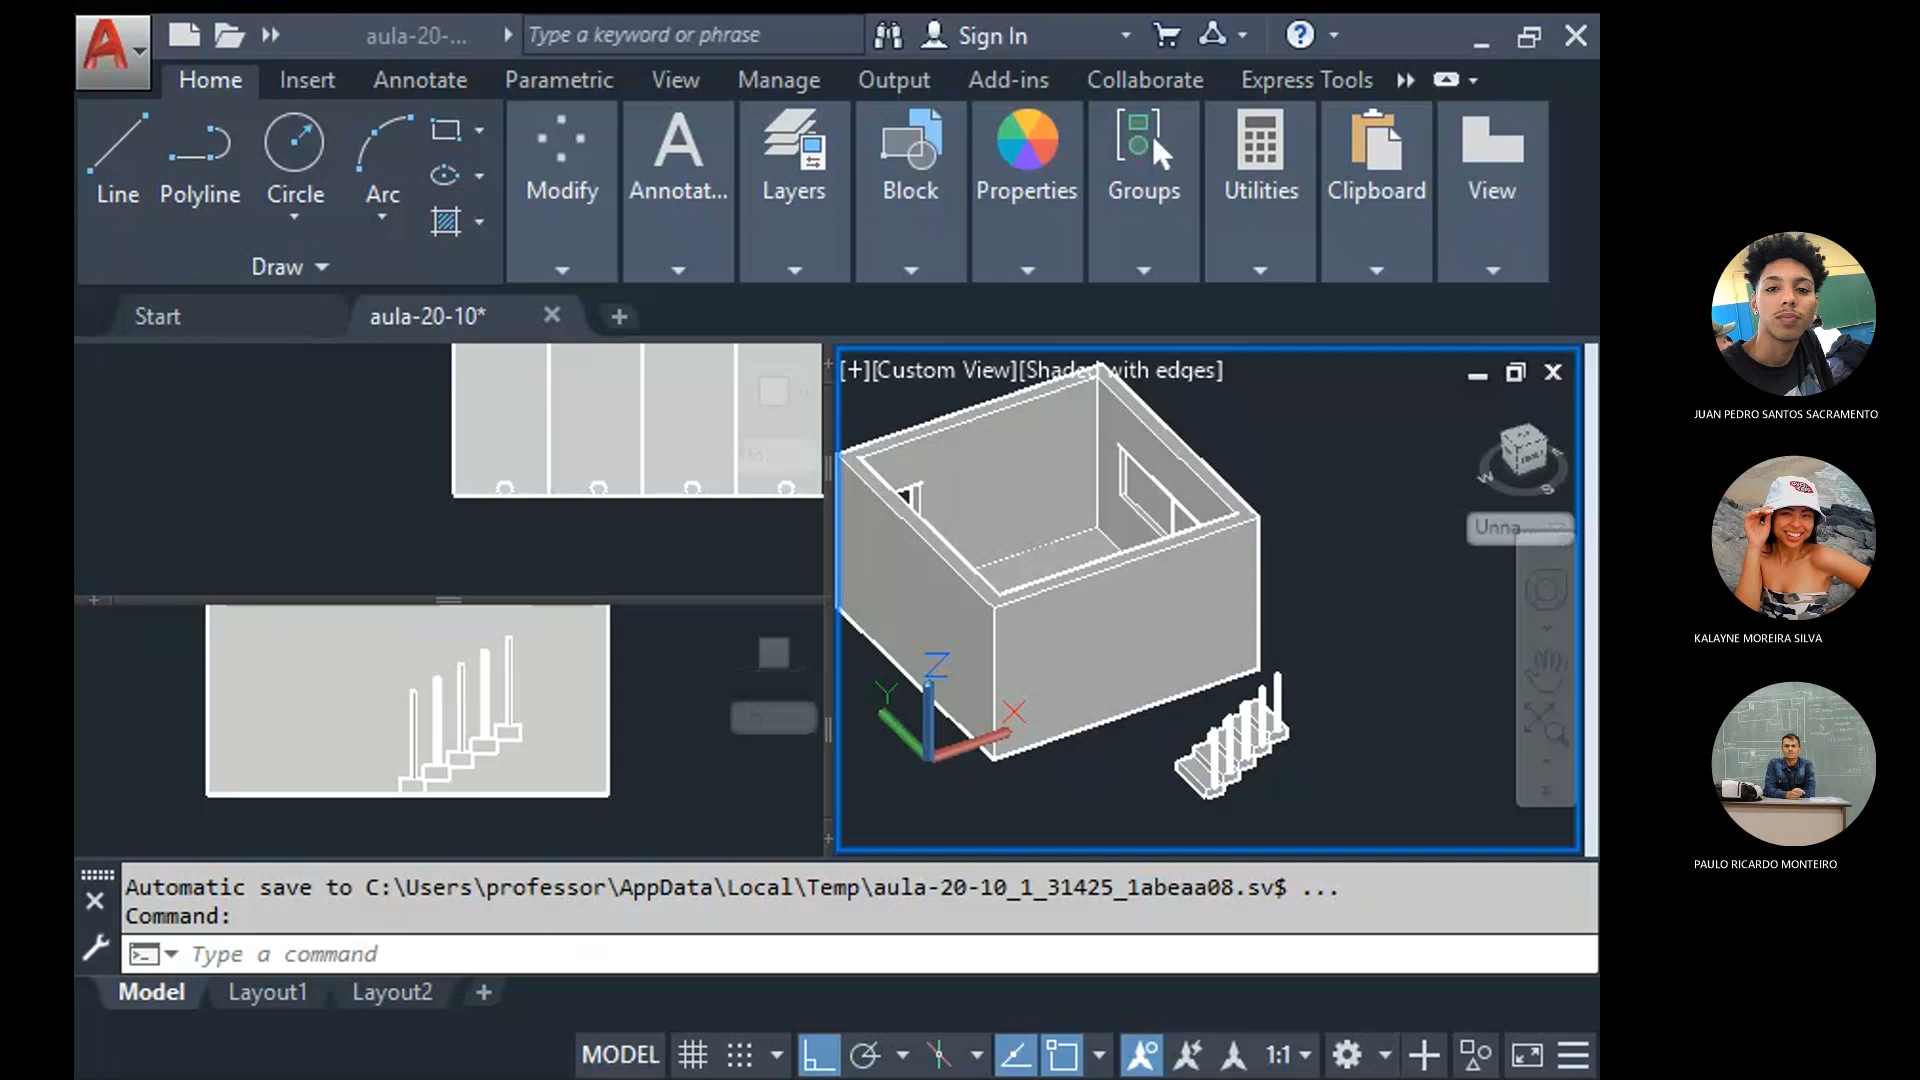 aula-20-...
Type a keyword or phrase
Sign In
Home
Insert
Annotate
Parametric
View
Manage
Output
Add-ins
Collaborate
Express Tools
Line
Polyline
Circle
Arc
Modify
Annotat...
Layers
Block
Properties
Groups
Utilities
Clipboard
View
Draw
Start
aula-20-10*
[+][Custom View][Shaded with edges]
W
S
Unna...
Z
Y
X
JUAN PEDRO SANTOS SACRAMENTO
KALAYNE MOREIRA SILVA
PAULO RICARDO MONTEIRO
Automatic save to C:\Users\professor\AppData\Local\Temp\aula-20-10_1_31425_1abeaa08.sv$ ...
Command:
Type a command
Model
Layout1
Layout2
MODEL
1:1